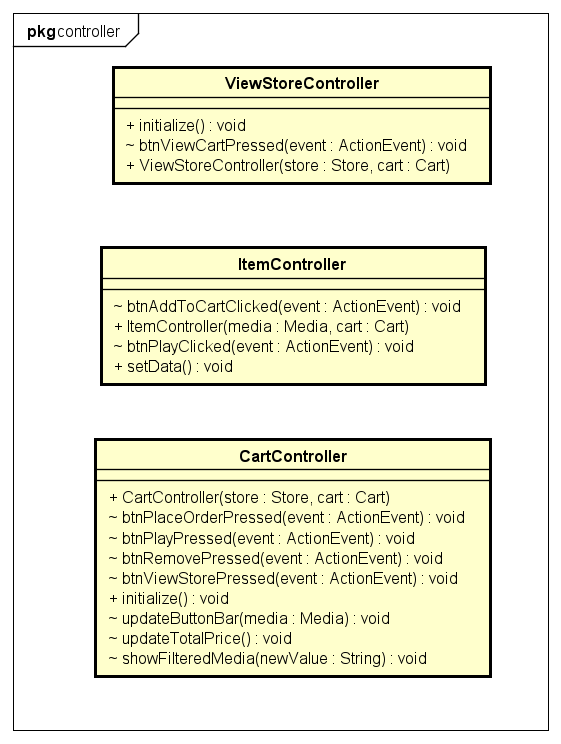 pkg controller
ViewStoreController
+ initialize() : void
~ btnViewCartPressed(event : ActionEvent) : void
+ ViewStoreController(store : Store, cart : Cart)
ItemController
~ btnAddToCartClicked(event : ActionEvent) : void
+ ItemController(media : Media, cart : Cart)
~ btnPlayClicked(event : ActionEvent) : void
+ setData() : void
CartController
+ CartController(store : Store, cart : Cart)
~ btnPlaceOrderPressed(event : ActionEvent) : void
~ btnPlayPressed(event : ActionEvent) : void
~ btnRemovePressed(event : ActionEvent) : void
~ btnViewStorePressed(event : ActionEvent) : void
+ initialize() : void
~ updateButtonBar(media : Media) : void
~ updateTotalPrice() : void
~ showFilteredMedia(newValue : String) : void